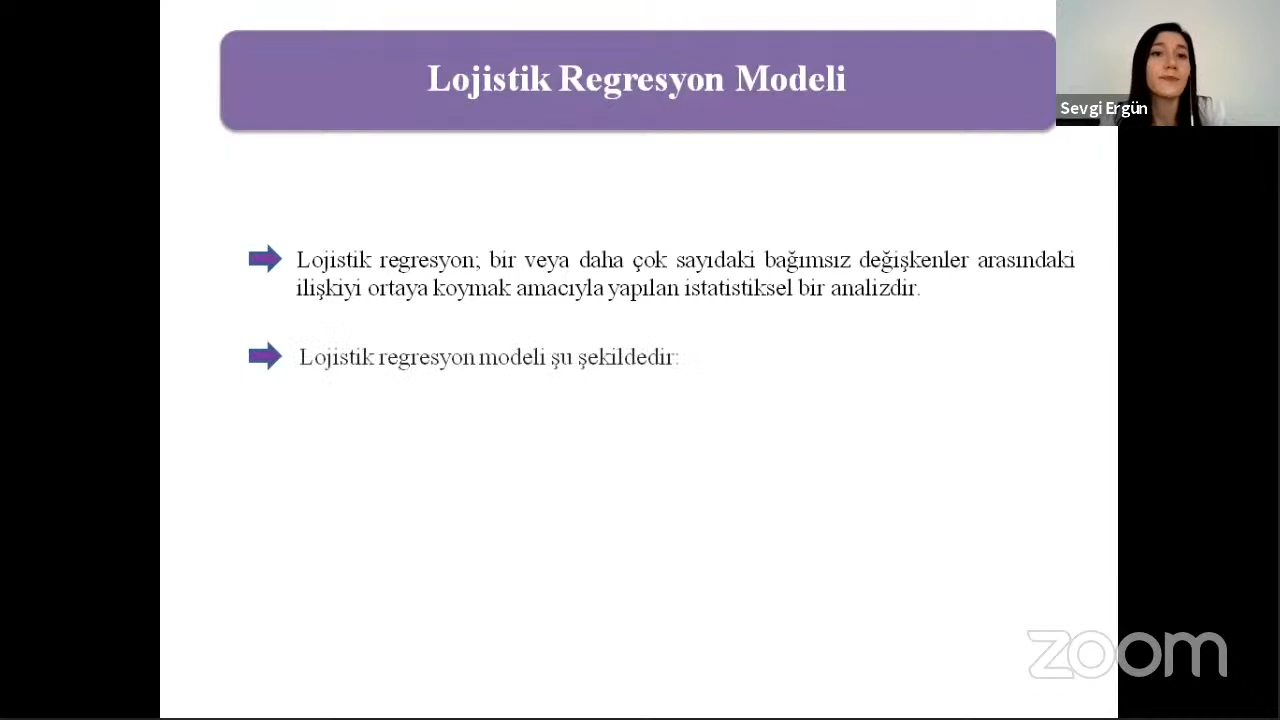 Lojistik Regresyon Modeli
Sevgi Ergün
Lojistik regresyon; bir veya daha çok sayıdaki bağımsız değişkenler arasındaki
ilişkiyi ortaya koymak amacıyla yapılan istatistiksel bir analizdir.
Lojistik regresyon modeli şu şekildedir:
zoom